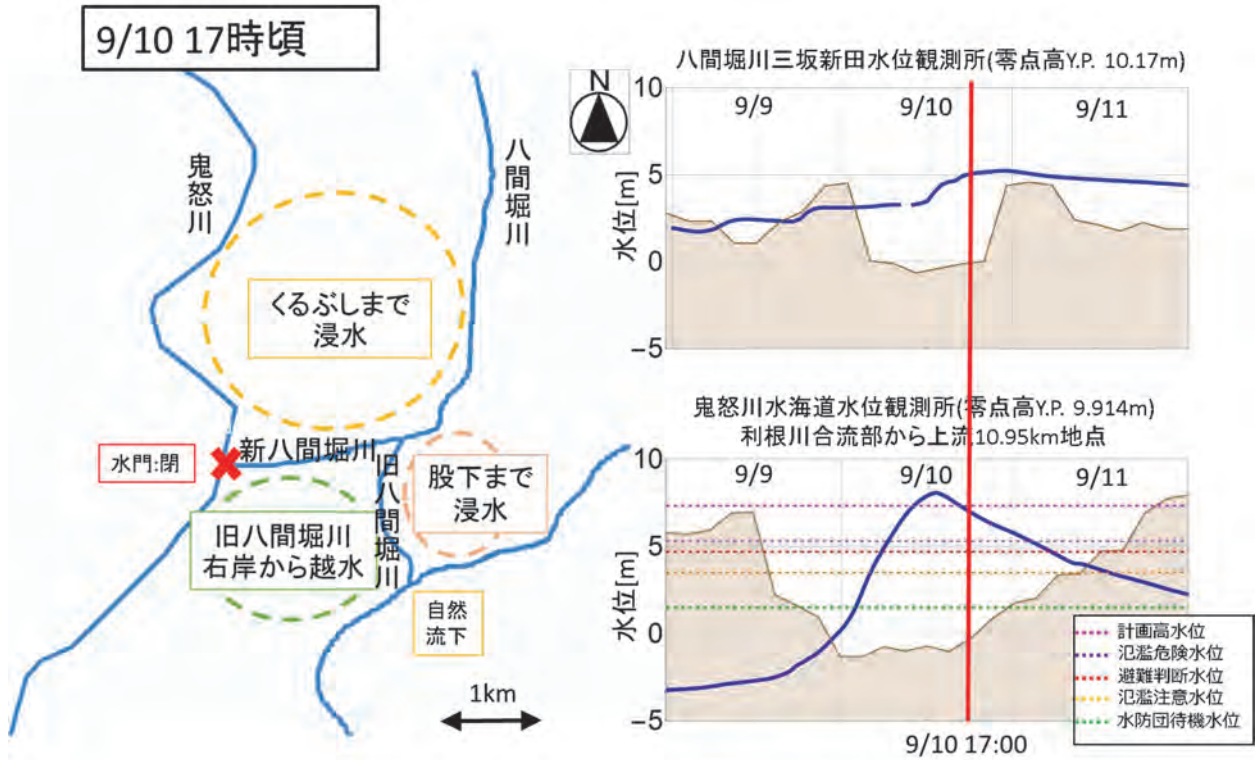 9/10 17時頃
鬼怒川
八間堀川
くるぶしまで
浸水
水門:閉
新八間堀川
旧八間堀川
股下まで
浸水
旧八間堀川
右岸から越水
自然
流下
1km
N
八間堀川三坂新田水位観測所(零点高Y.P. 10.17m)
9/9
9/10
9/11
水位[m]
10
5
0
−5
鬼怒川水海道水位観測所(零点高Y.P. 9.914m)
利根川合流部から上流10.95km地点
9/9
9/10
9/11
水位[m]
10
5
0
−5
計画高水位
氾濫危険水位
避難判断水位
氾濫注意水位
水防団待機水位
9/10 17:00